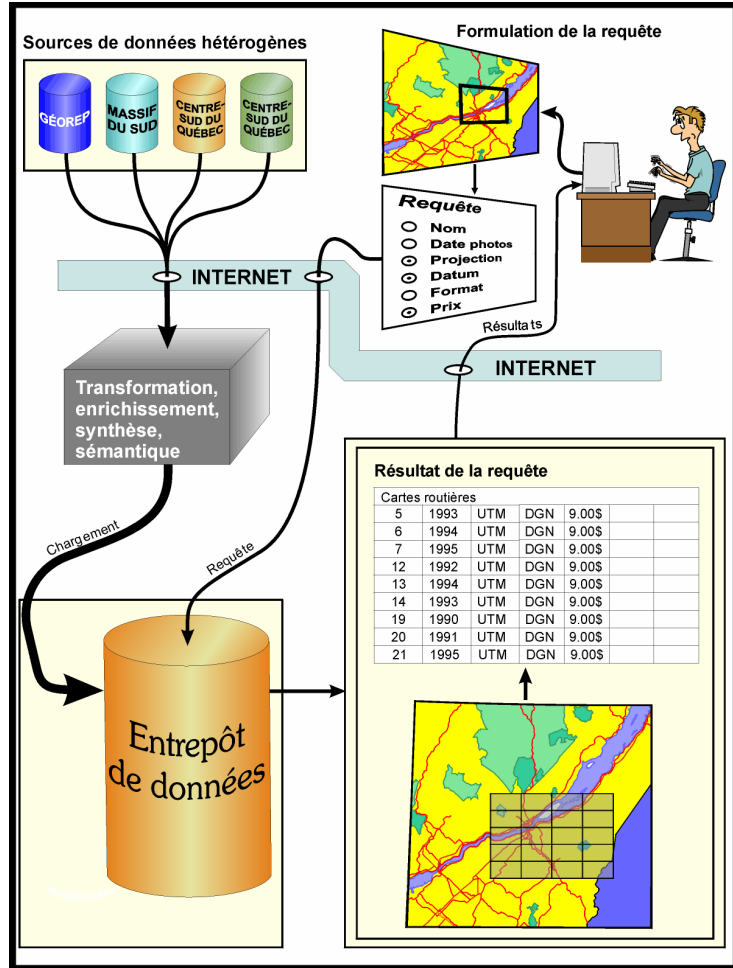 Sources de données hétérogènes
GÉOREP
MASSIF
DU SUD
CENTRE-
SUD DU
QUÉBEC
CENTRE-
SUD DU
QUÉBEC
Formulation de la requête
Requête
Nom
Date photos
Projection
Datum
Format
Prix
INTERNET
Résultats
INTERNET
Transformation,
enrichissement,
synthèse,
sémantique
Chargement
Requête
Entrepôt
de données
Résultat de la requête
Cartes routières
5 1993 UTM DGN 9.00$
6 1994 UTM DGN 9.00$
7 1995 UTM DGN 9.00$
12 1992 UTM DGN 9.00$
13 1994 UTM DGN 9.00$
14 1993 UTM DGN 9.00$
19 1990 UTM DGN 9.00$
20 1991 UTM DGN 9.00$
21 1995 UTM DGN 9.00$